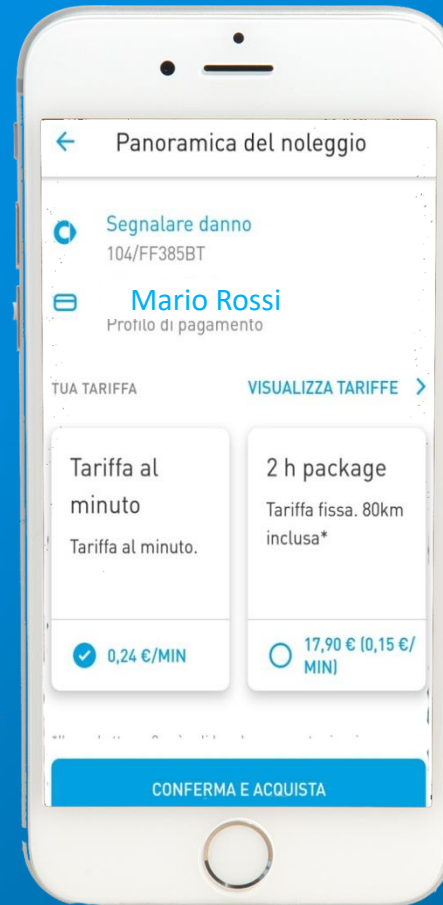 Panoramica del noleggio
Segnalare danno
104/FF385BT
Mario Rossi
Profilo di pagamento
TUA TARIFFA
VISUALIZZA TARIFFE
Tariffa al
minuto
Tariffa al minuto.
0,24 €/MIN
2 h package
Tariffa fissa. 80km
inclusa*
17,90 € (0,15 €/
MIN)
CONFERMA E ACQUISTA